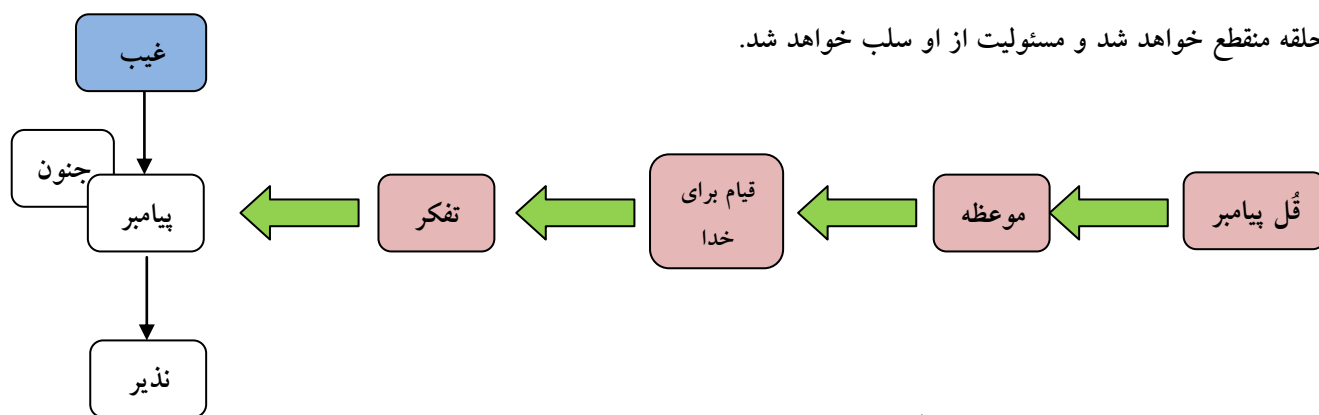 حلقه منقطع خواهد شد و مسئولیت از او سلب خواهد شد.
غیب
قُل پیامبر
موعظه
قیام برای
خدا
تفکر
جنون
پیامبر
نذیر